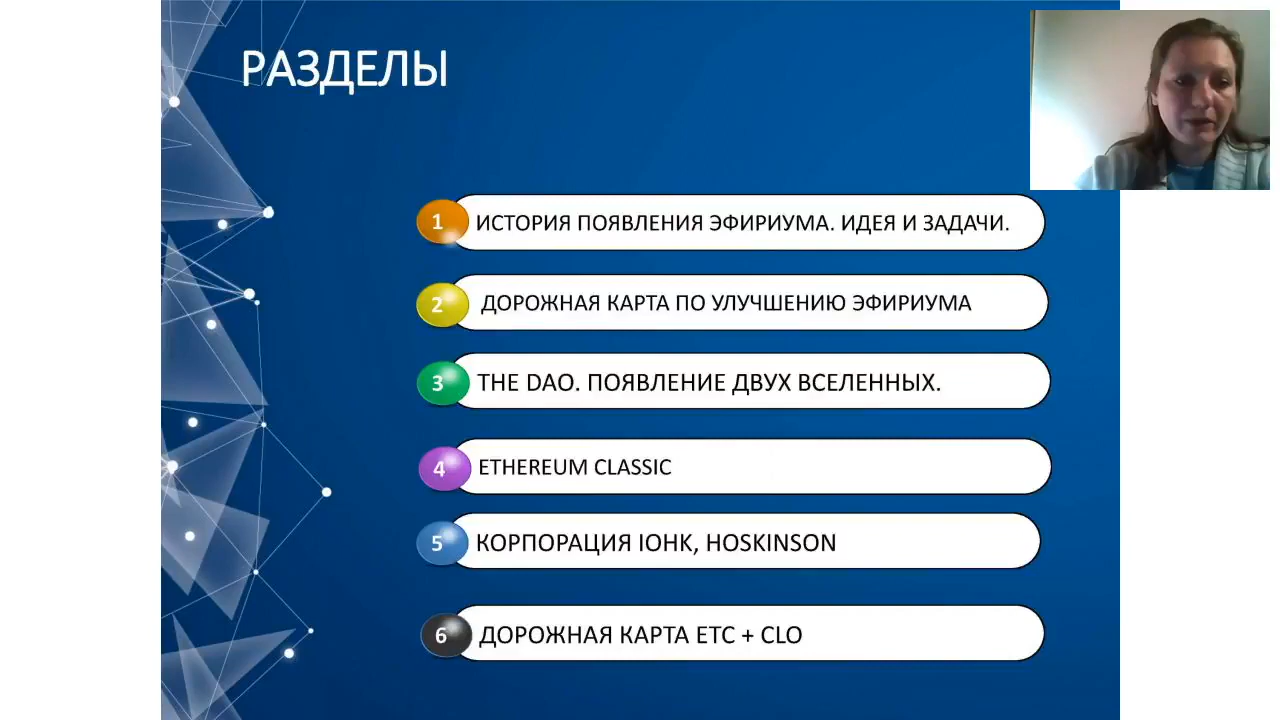 РАЗДЕЛЫ
1 ИСТОРИЯ ПОЯВЛЕНИЯ ЭФИРИУМА. ИДЕЯ И ЗАДАЧИ.
2 ДОРОЖНАЯ КАРТА ПО УЛУЧШЕНИЮ ЭФИРИУМА
3 THE DAO. ПОЯВЛЕНИЕ ДВУХ ВСЕЛЕННЫХ.
4 ETHEREUM CLASSIC
5 КОРПОРАЦИЯ IOHK, HOSKINSON
6 ДОРОЖНАЯ КАРТА ETC + CLO